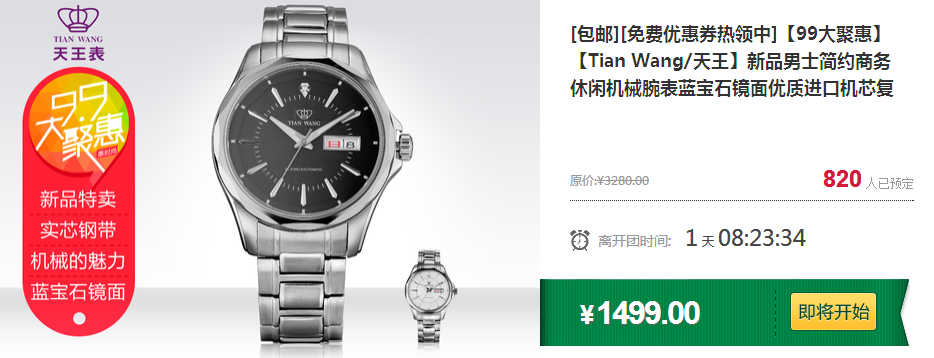 TIAN WANG
天王表
99
大聚惠
新品特卖
实芯钢带
机械的魅力
蓝宝石镜面
TIAN WANG
日 8
[包邮][免费优惠券热领中]【99大聚惠】
【Tian Wang/天王】新品男士简约商务
休闲机械腕表蓝宝石镜面优质进口机芯复
原价:¥3280.00
820 人已预定
离开团时间: 1 天 08:23:34
¥1499.00
即将开始